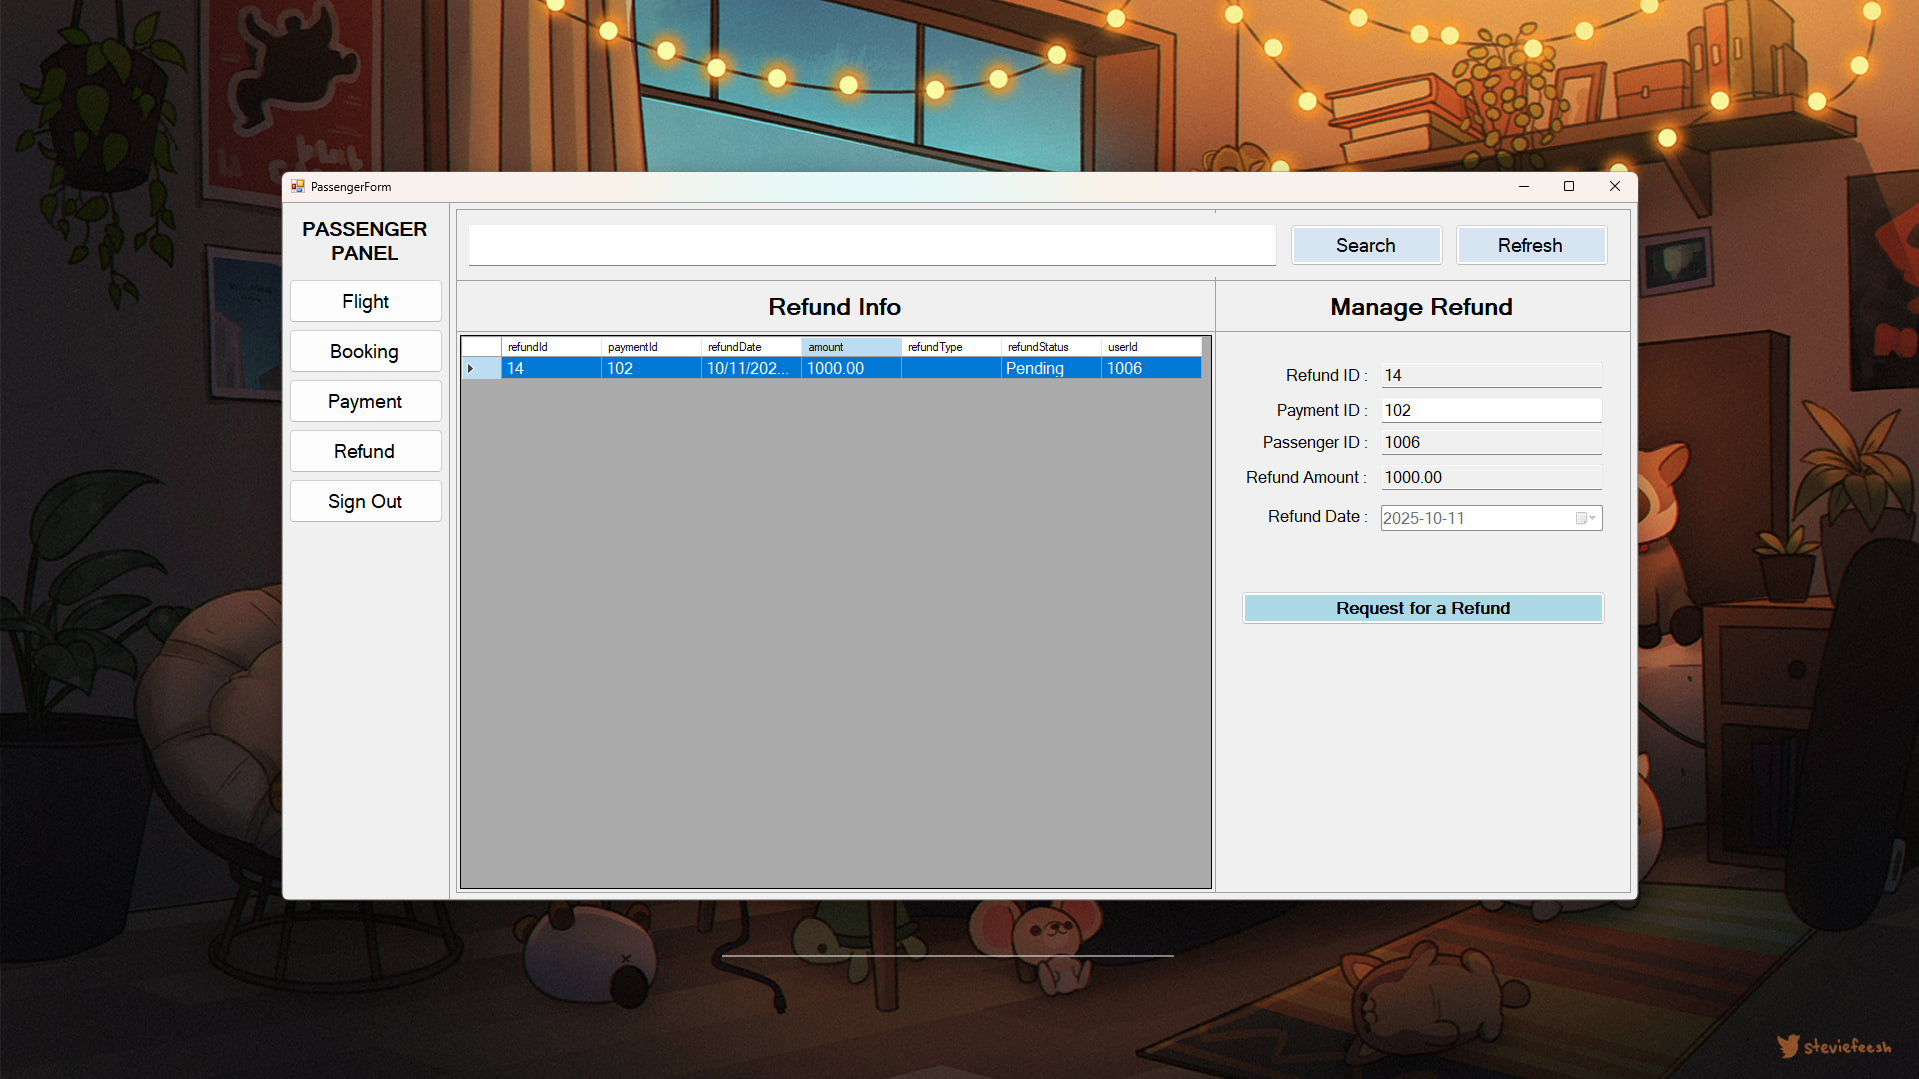 PassengerForm
PASSENGER
PANEL
Flight
Booking
Payment
Refund
Sign Out
Search
Refresh
Refund Info
Manage Refund
refundId paymentId refundDate amount refundType refundStatus userId
14 102 10/11/202... 1000.00 Pending 1006
Refund ID : 14
Payment ID : 102
Passenger ID : 1006
Refund Amount : 1000.00
Refund Date : 2025-10-11
Request for a Refund
steviefeesh